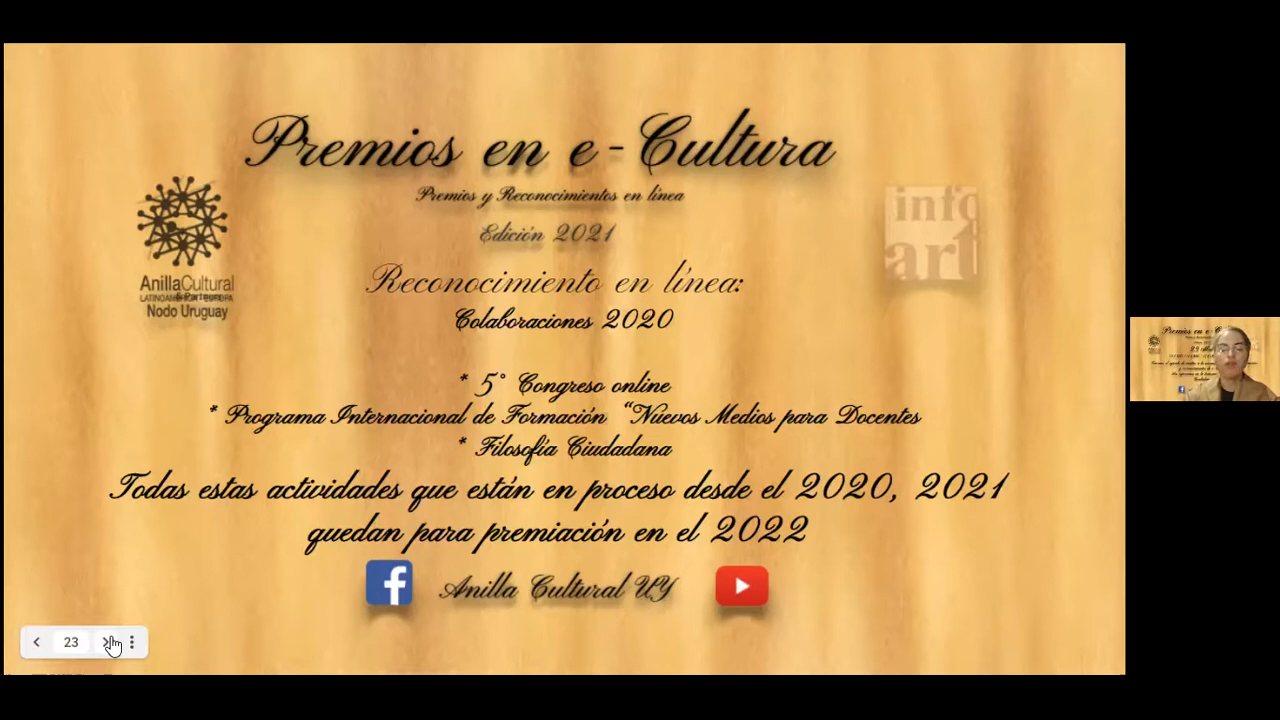 Premios en e-Cultura
Premios y Reconocimientos en línea
Edición 2021
info
art
AnillaCultural
Nodo Uruguay
Reconocimiento en línea:
Colaboraciones 2020
* 5° Congreso online
* Programa Internacional de Formación "Nuevos Medios para Docentes
* Filosofía Ciudadana
Todas estas actividades que están en proceso desde el 2020, 2021
quedan para premiación en el 2022
Anilla Cultural UY
23